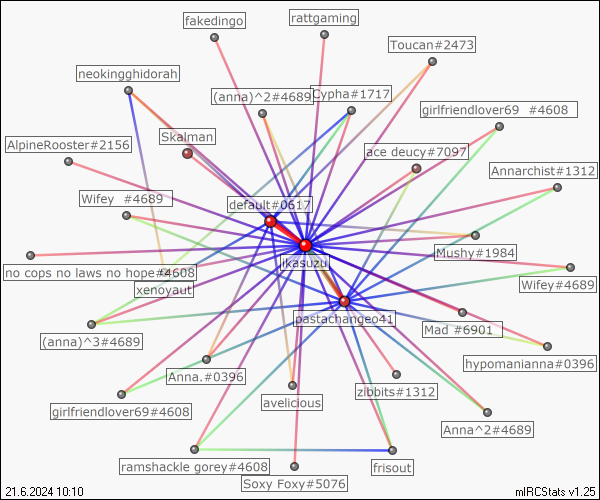 fakedingo
rattgaming
Toucan#2473
neokingghidorah
(anna)^2#4689
Cypha#1717
girlfriendlover69 #4608
Skalman
AlpineRooster#2156
ace deucy#7097
Annarchist#1312
Wifey #4689
default#0617
Mushy#1984
no cops no laws no hope#4608
ikasuzu
Wifey#4689
xenoyaut
pastachangeo41
Mad #6901
(anna)^3#4689
hypomanianna#0396
Anna.#0396
zibbits#1312
avelicious
girlfriendlover69#4608
Anna^2#4689
ramshackle gorey#4608
frisout
Soxy Foxy#5076
21.6.2024 10:10
mIRCStats v1.25